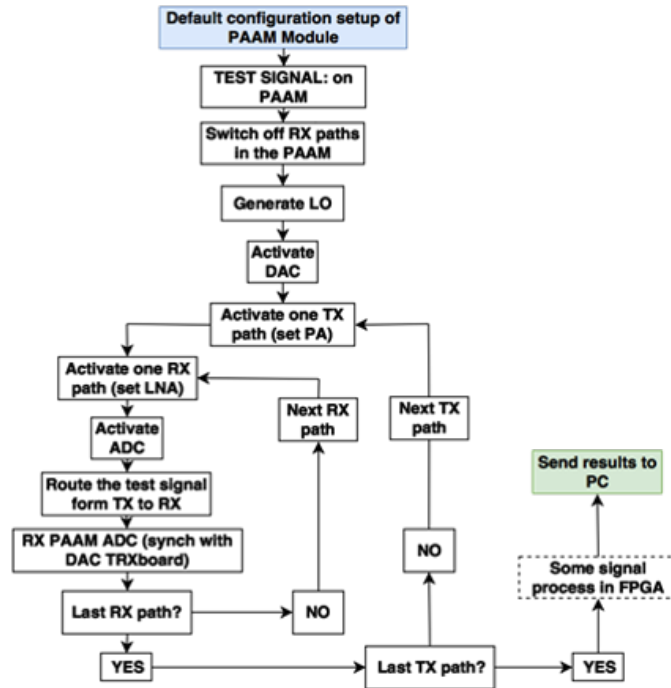 Default configuration setup of
PAAM Module
TEST SIGNAL: on
PAAM
Switch off RX paths
in the PAAM
Generate LO
Activate
DAC
Activate one TX
path (set PA)
Activate one RX
path (set LNA)
Next RX
path
Next TX
path
Activate
ADC
Send results to
PC
Route the test signal
form TX to RX
RX PAAM ADC (synch with
DAC TRXboard)
NO
Some signal
process in FPGA
Last RX path?
NO
YES
Last TX path?
YES